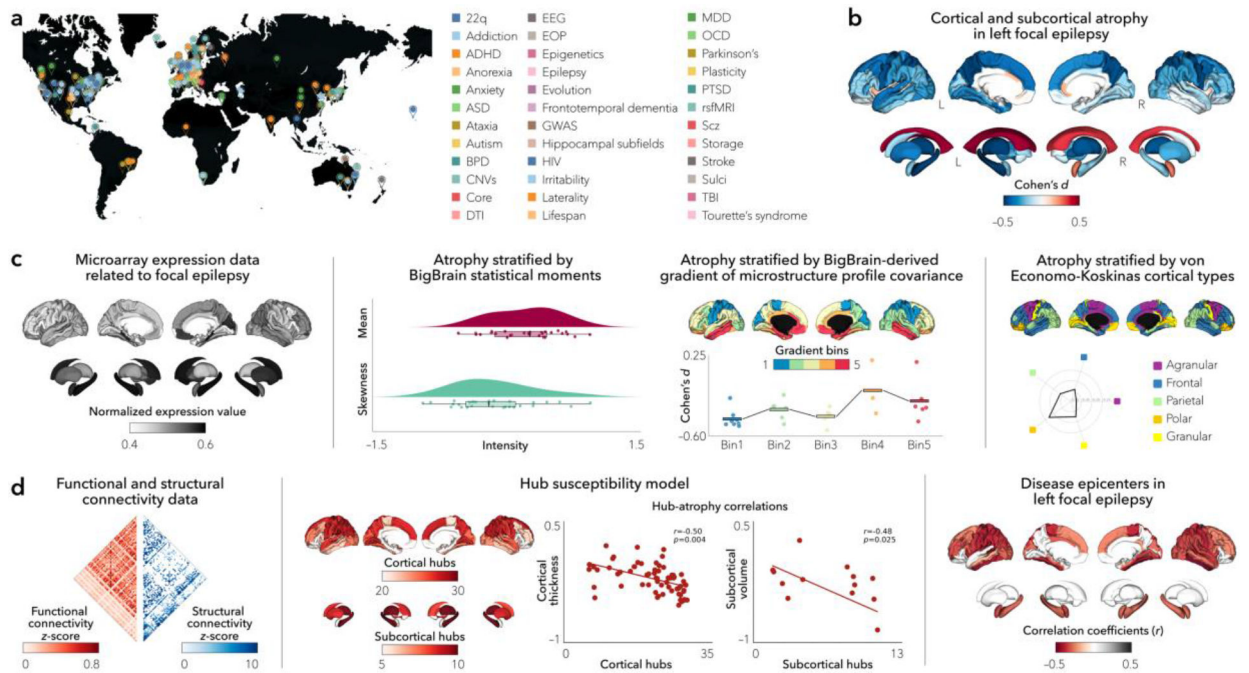 a
22q
Addiction
ADHD
Anorexia
Anxiety
ASD
Ataxia
Autism
BPD
CNVs
Core
DTI
EEG
EOP
Epigenetics
Epilepsy
Evolution
Frontotemporal dementia
GWAS
Hippocampal subfields
HIV
Irritability
Laterality
Lifespan
MDD
OCD
Parkinson's
Plasticity
PTSD
rsfMRI
Scz
Storage
Stroke
Sulci
TBI
Tourette's syndrome
b
Cortical and subcortical atrophy
in left focal epilepsy
L R
L R
Cohen's d
−0.5 0.5
c
Microarray expression data
related to focal epilepsy
Normalized expression value
0.4 0.6
Atrophy stratified by
BigBrain statistical moments
Mean
Skewness
−1.5 Intensity 1.5
Atrophy stratified by BigBrain-derived
gradient of microstructure profile covariance
Gradient bins
1 5
0.25
Cohen's d
−0.60
Bin1 Bin2 Bin3 Bin4 Bin5
Atrophy stratified by von
Economo-Koskinas cortical types
Agranular
Frontal
Parietal
Polar
Granular
d
Functional and structural
connectivity data
Functional
connectivity
z-score
0 0.8
Structural
connectivity
z-score
0 10
Hub susceptibility model
Cortical hubs
20 30
Subcortical hubs
5 10
Hub-atrophy correlations
0.5
r=-0.50
p=0.004
Cortical
thickness
−1
0 35
Cortical hubs
0.5
r=-0.48
p=0.025
Subcortical
volume
−1
0 13
Subcortical hubs
Disease epicenters in
left focal epilepsy
Correlation coefficients (r)
−0.5 0.5